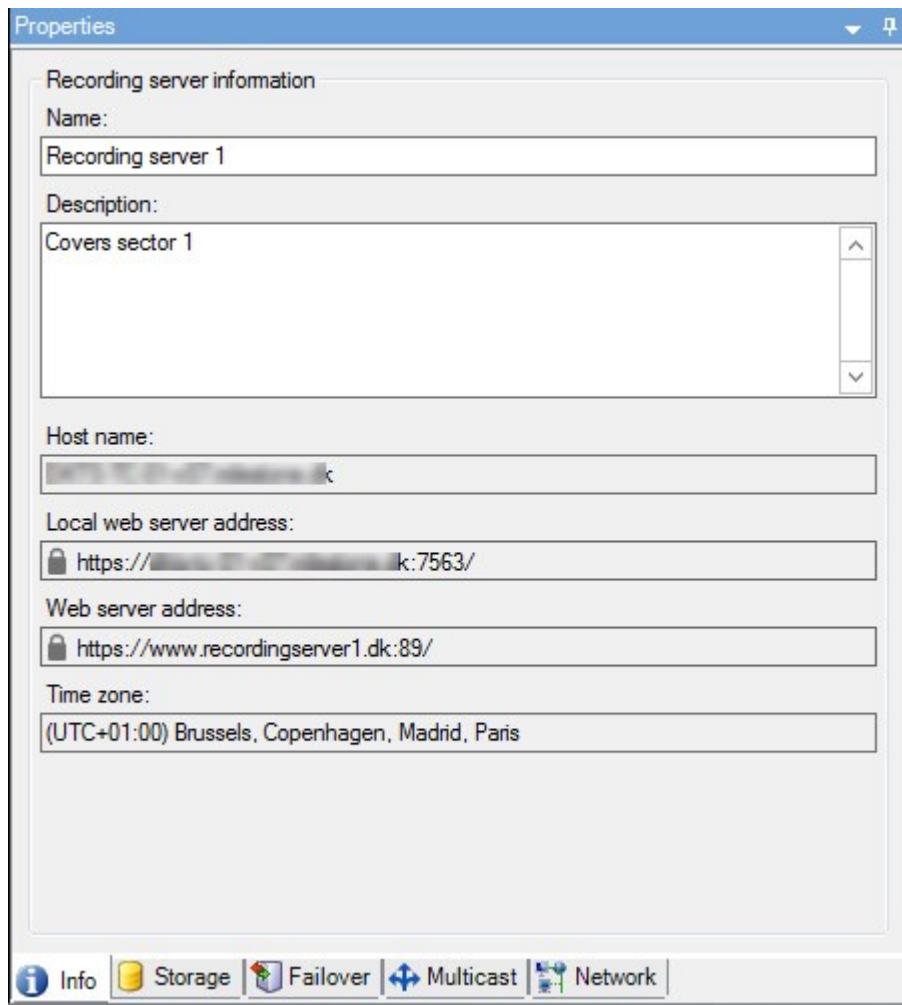 Properties
Recording server information
Name:
Recording server 1
Description:
Covers sector 1
Host name:
Local web server address:
https:// k:7563/
Web server address:
https://www.recordingserver1.dk:89/
Time zone:
(UTC+01:00) Brussels, Copenhagen, Madrid, Paris
Info Storage Failover Multicast Network